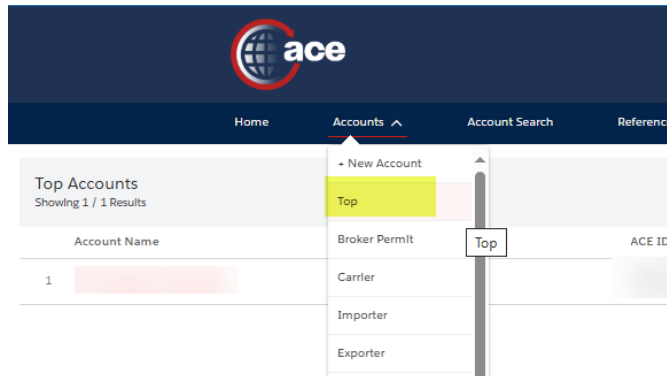 ace
Home Accounts Account Search Referenc
+ New Account
Top Accounts
Showing 1 / 1 Results
Top
Account Name Broker Permit Top ACE ID
1 Carrier
Importer
Exporter